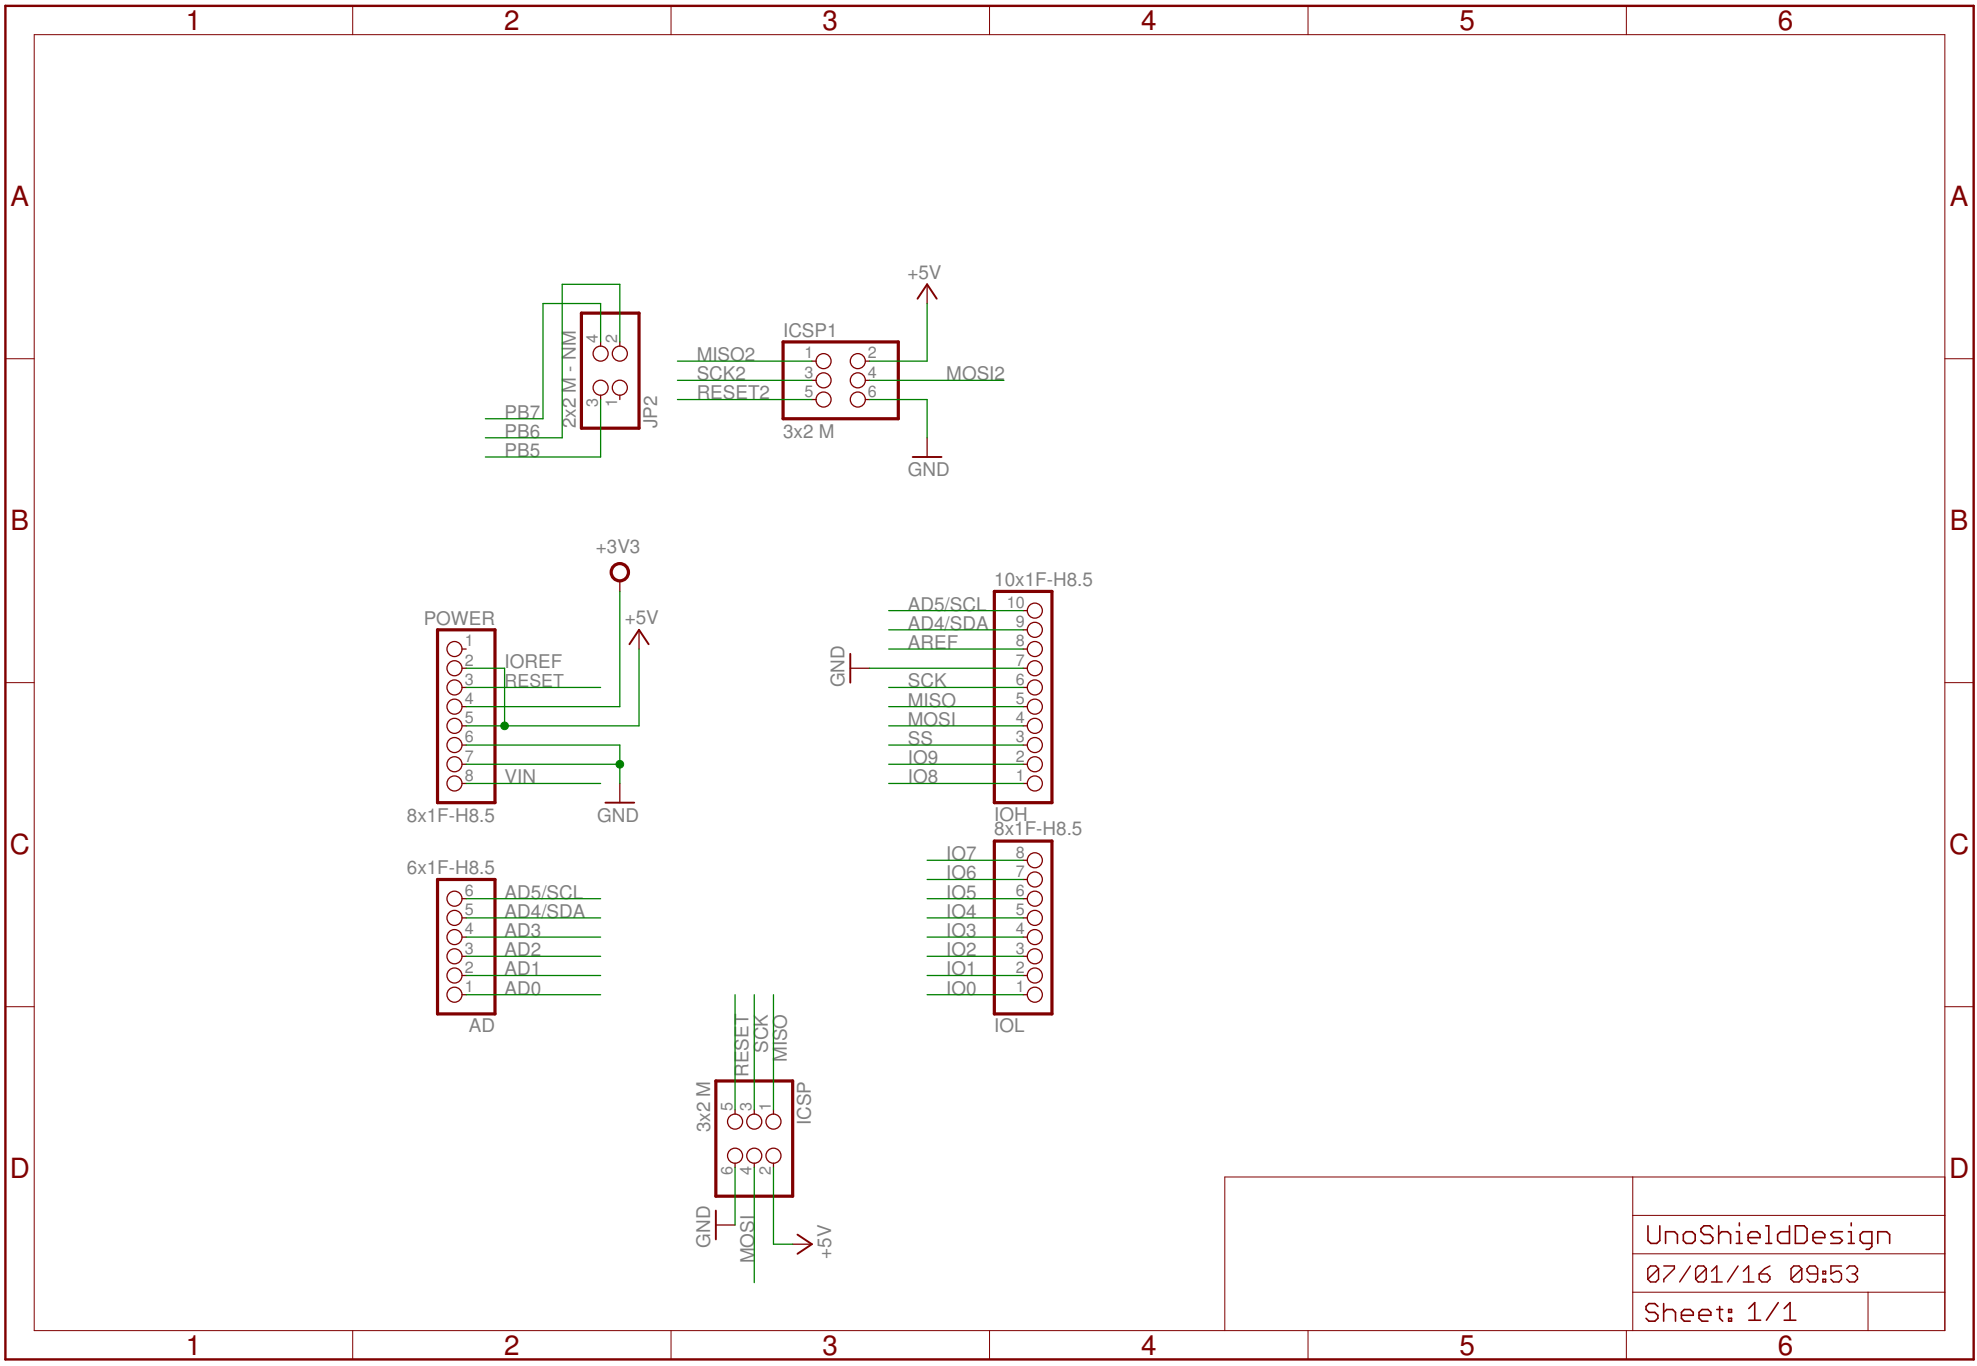 1 2 3 4 5 6
A A
+5V
ICSP1
4 2
2x2 M - NM
3 1
JP2
PB7
PB6
PB5
MISO2 1 2
SCK2 3 4 MOSI2
RESET2 5 6
3x2 M
GND
B B
+3V3
+5V
POWER
1
2 IOREF
3 RESET
4
5
6
7
8 VIN
8x1F-H8.5
GND
10x1F-H8.5
AD5/SCL 10
AD4/SDA 9
AREF 8
GND 7
SCK 6
MISO 5
MOSI 4
SS 3
IO9 2
IO8 1
IOH
C C
6x1F-H8.5
6 AD5/SCL
5 AD4/SDA
4 AD3
3 AD2
2 AD1
1 AD0
AD
8x1F-H8.5
IO7 8
IO6 7
IO5 6
IO4 5
IO3 4
IO2 3
IO1 2
IO0 1
IOL
RESET SCK MISO
3x2 M
5 3 1
ICSP
6 4 2
GND
MOSI
+5V
D D
UnoShieldDesign
07/01/16 09:53
Sheet: 1/1
1 2 3 4 5 6